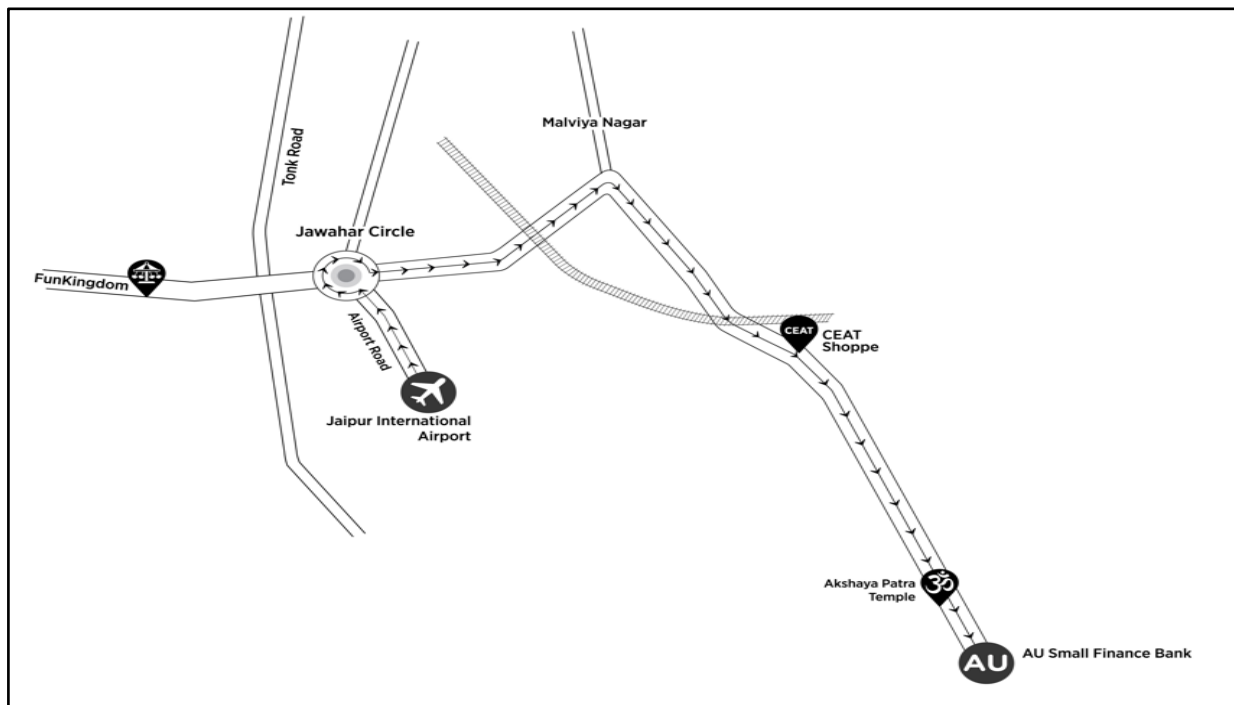 Malviya Nagar
Tonk Road
Jawahar Circle
FunKingdom
Airport Road
CEAT
CEAT
Shoppe
Jaipur International
Airport
Akshaya Patra
Temple
ॐ
AU
AU Small Finance Bank